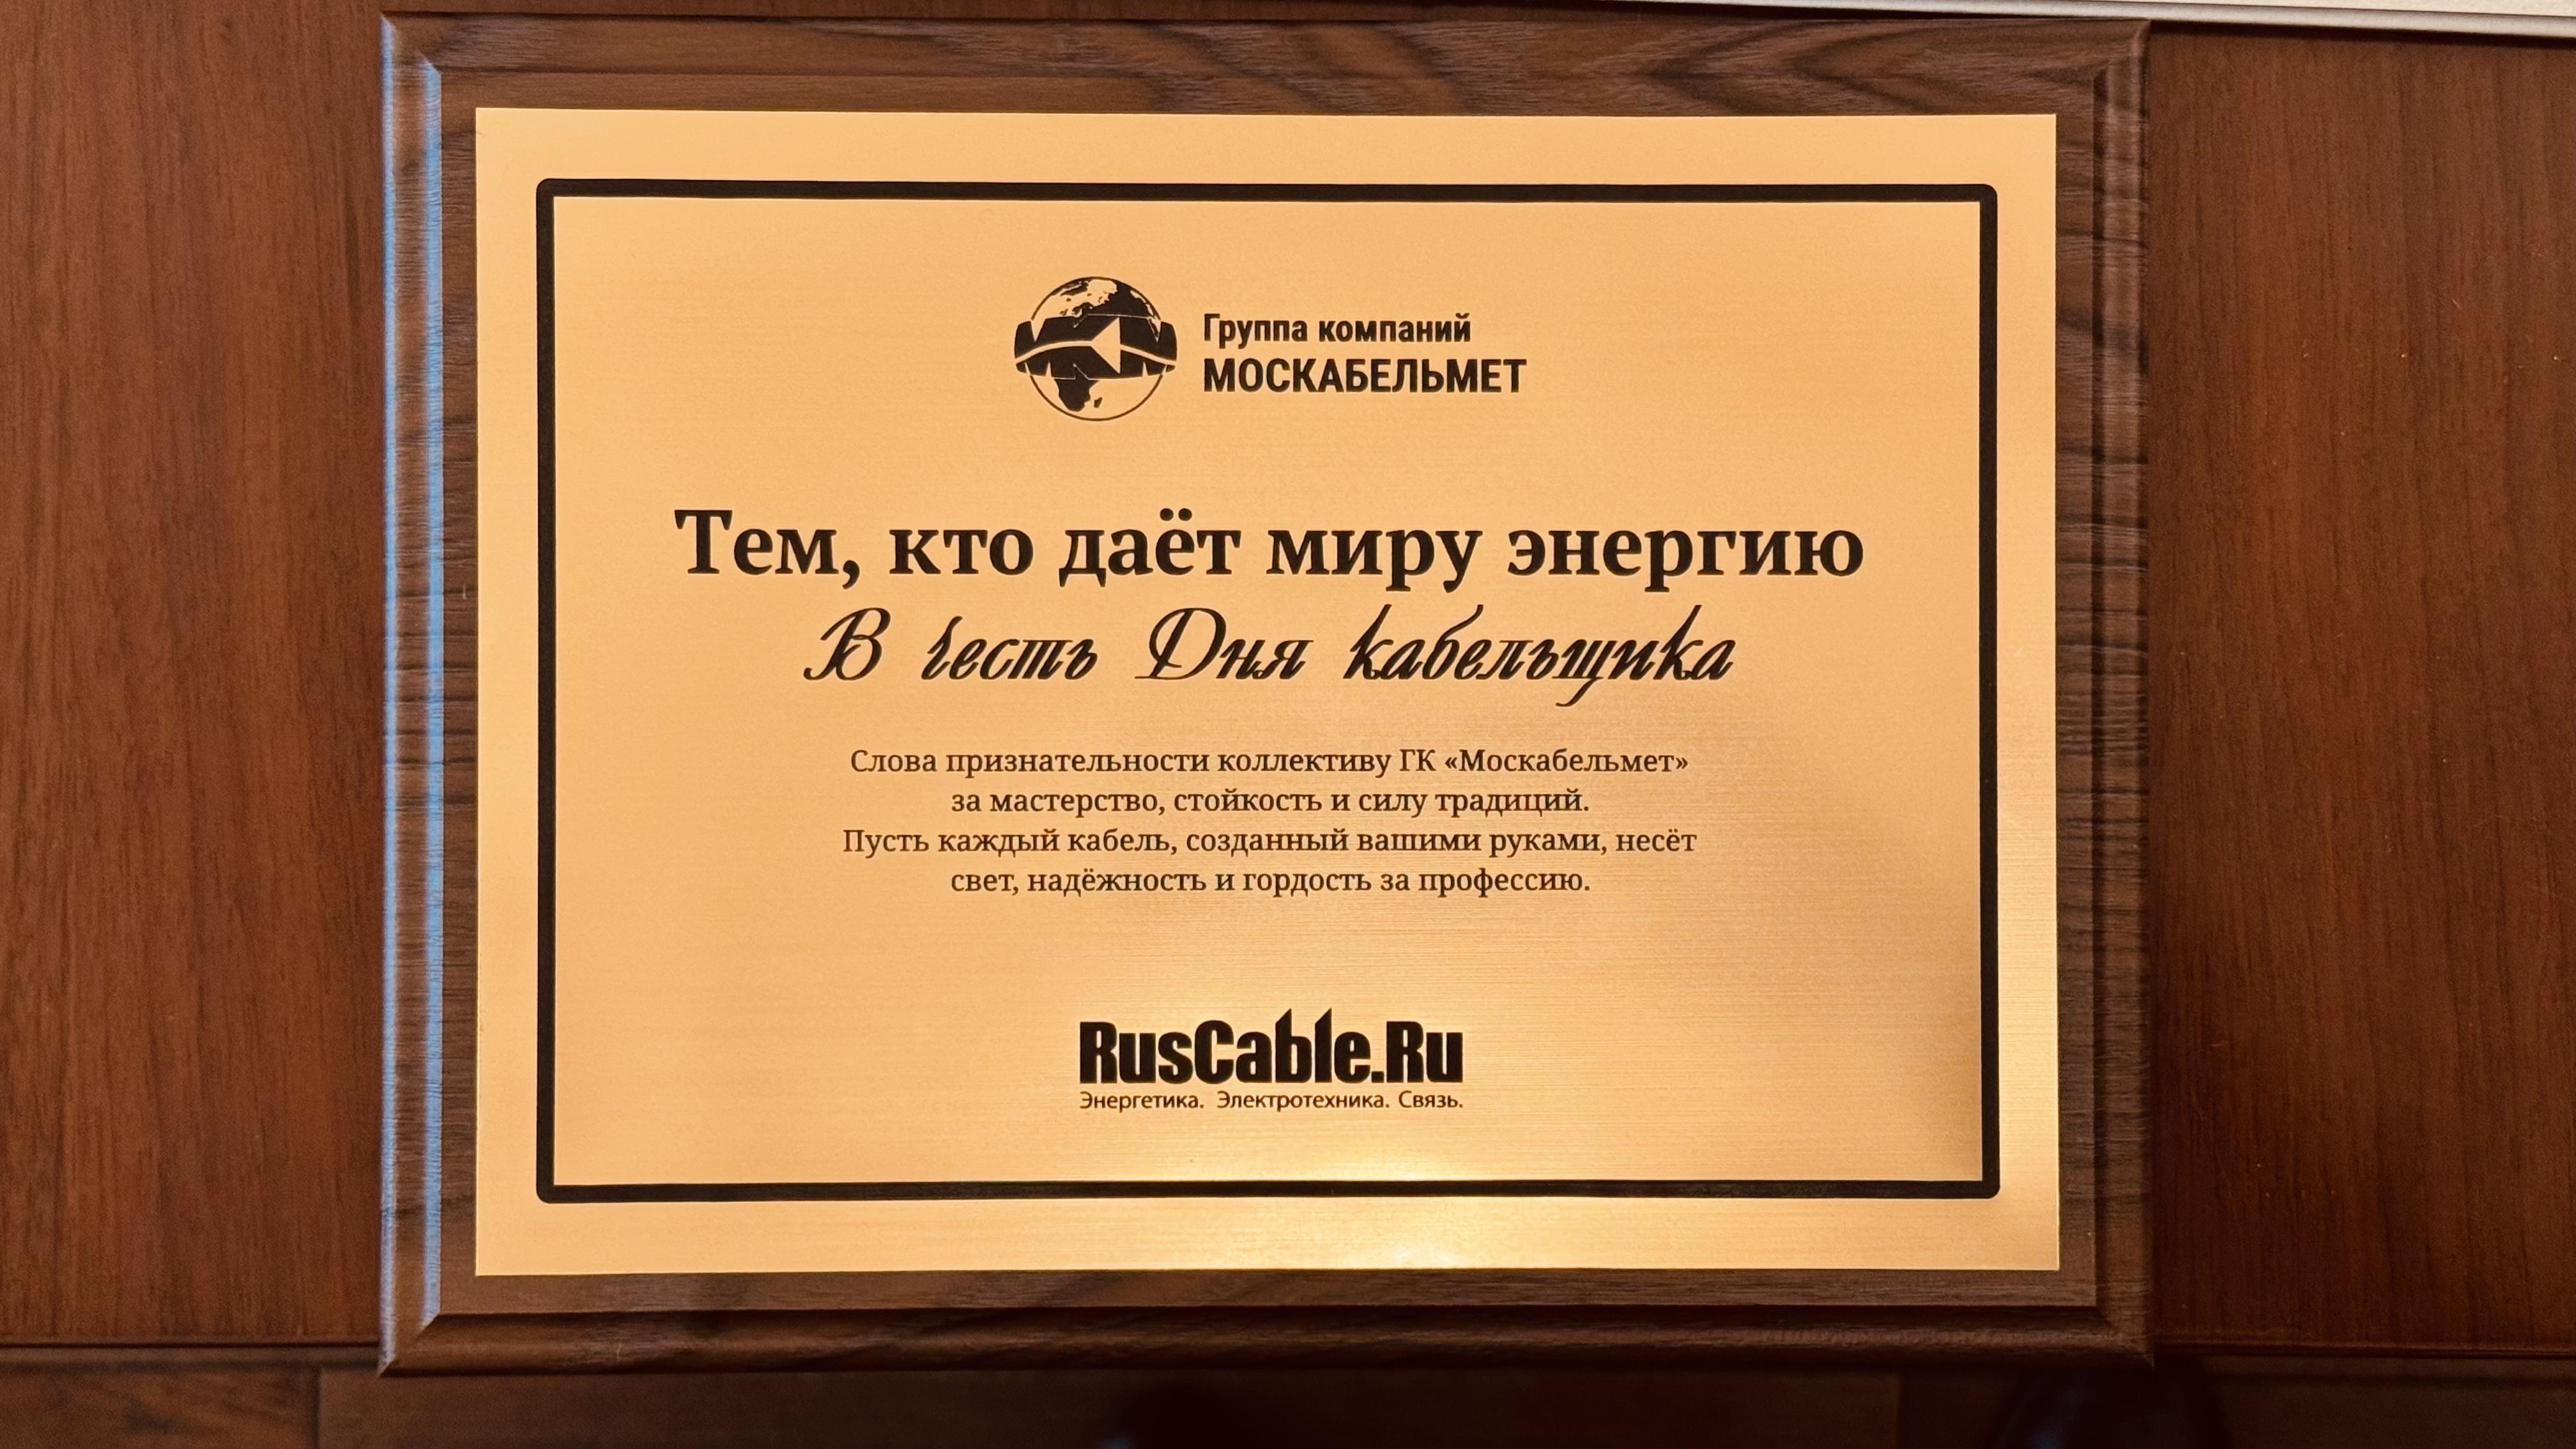 Группа компаний
МОСКАБЕЛЬМЕТ
Тем, кто даёт миру энергию
В честь Дня кабельщика
Слова признательности коллективу ГК «Москабельмет»
за мастерство, стойкость и силу традиций.
Пусть каждый кабель, созданный вашими руками, несёт
свет, надёжность и гордость за профессию.
RusCable.Ru
Энергетика. Электротехника. Связь.